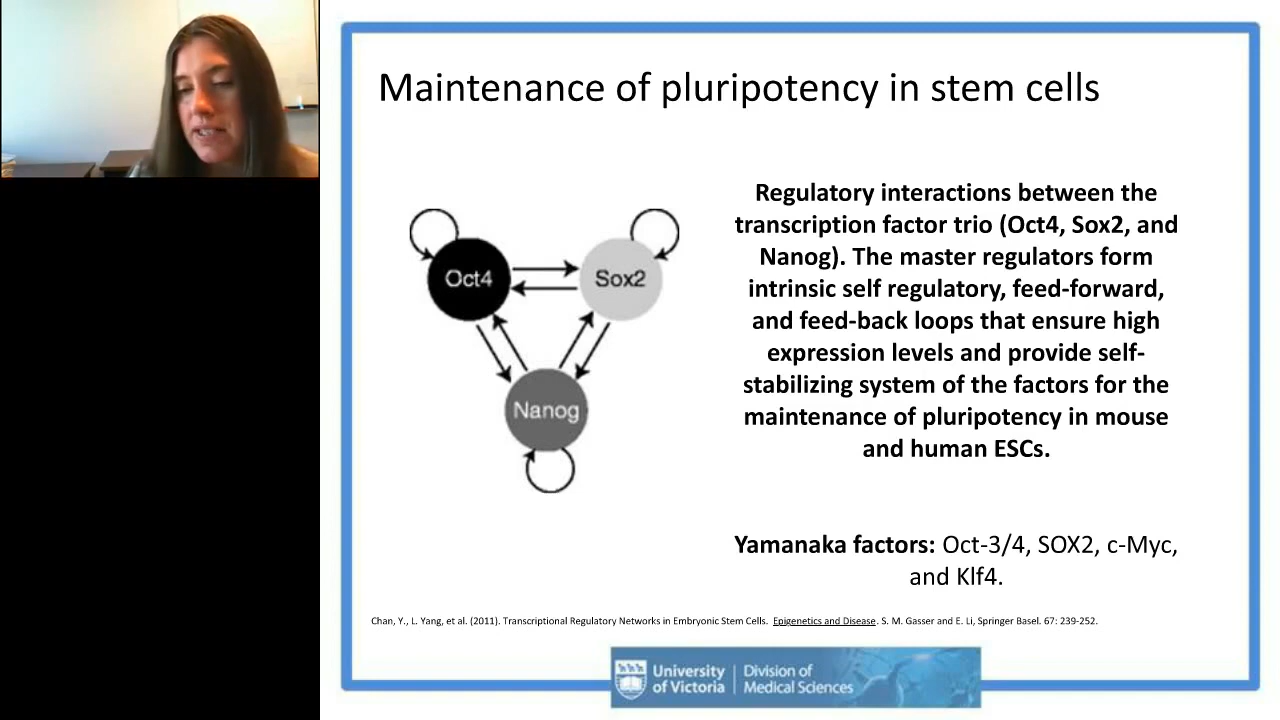 Maintenance of pluripotency in stem cells
Oct4
Sox2
Nanog
Regulatory interactions between the
transcription factor trio (Oct4, Sox2, and
Nanog). The master regulators form
intrinsic self regulatory, feed-forward,
and feed-back loops that ensure high
expression levels and provide self-
stabilizing system of the factors for the
maintenance of pluripotency in mouse
and human ESCs.
Yamanaka factors: Oct-3/4, SOX2, c-Myc,
and Klf4.
Chan, Y., L. Yang, et al. (2011). Transcriptional Regulatory Networks in Embryonic Stem Cells. Epigenetics and Disease. S. M. Gasser and E. Li, Springer Basel. 67: 239-252.
University
of Victoria
Division of
Medical Sciences